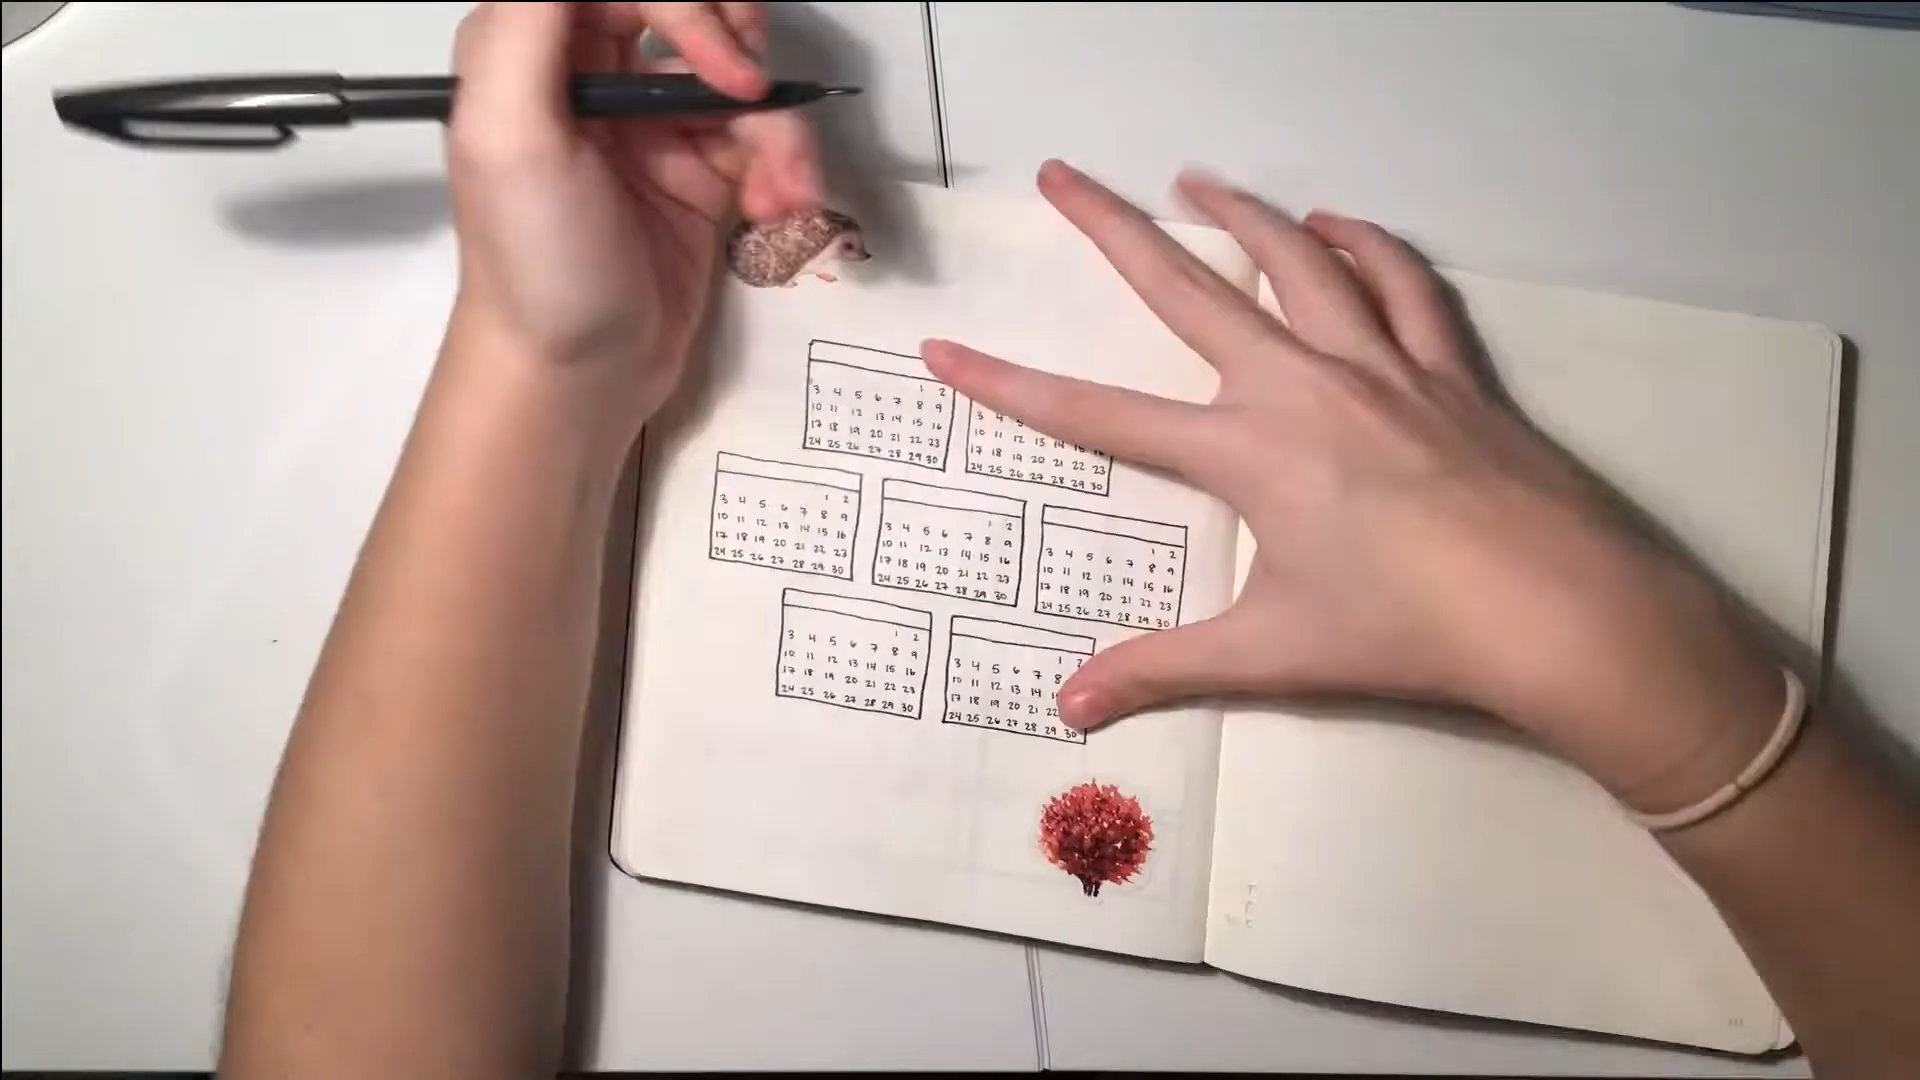 1 2
3 4 5 6 7 8 9
10 11 12 13 14 15 16
17 18 19 20 21 22 23
24 25 26 27 28 29 30
3 4 5
10 11 12 13 14 15 16
17 18 19 20 21 22 23
24 25 26 27 28 29 30
1 2
3 4 5 6 7 8 9
10 11 12 13 14 15 16
17 18 19 20 21 22 23
24 25 26 27 28 29 30
1 2
3 4 5 6 7 8 9
10 11 12 13 14 15 16
17 18 19 20 21 22 23
24 25 26 27 28 29 30
1 2
3 4 5 6 7 8 9
10 11 12 13 14 15 16
17 18 19 20 21 22 23
24 25 26 27 28 29 30
1 2
3 4 5 6 7 8 9
10 11 12 13 14 15 16
17 18 19 20 21 22 23
24 25 26 27 28 29 30
1 2
3 4 5 6 7 8
10 11 12 13 14
17 18 19 20 21 22
24 25 26 27 28 29 30